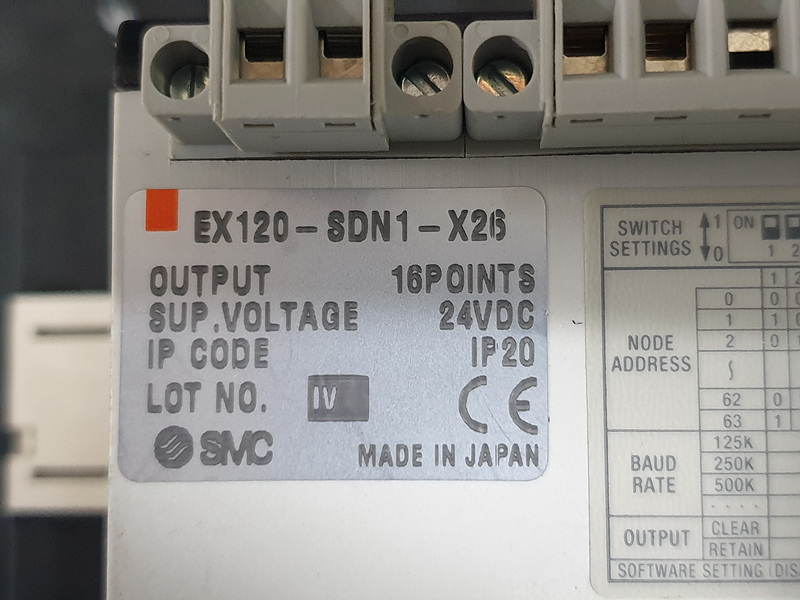 EX120-SDN1-X26
OUTPUT 16POINTS
SUP.VOLTAGE 24VDC
IP CODE IP20
LOT NO. IV CE
SMC MADE IN JAPAN
SWITCH SETTINGS 1 0 ON
1 2
1 2
0 0
1 1 0
2 0 1
NODE ADDRESS
62 0
63 1
BAUD RATE
125K
250K
500K
....
OUTPUT
CLEAR
RETAIN
SOFTWARE SETTING